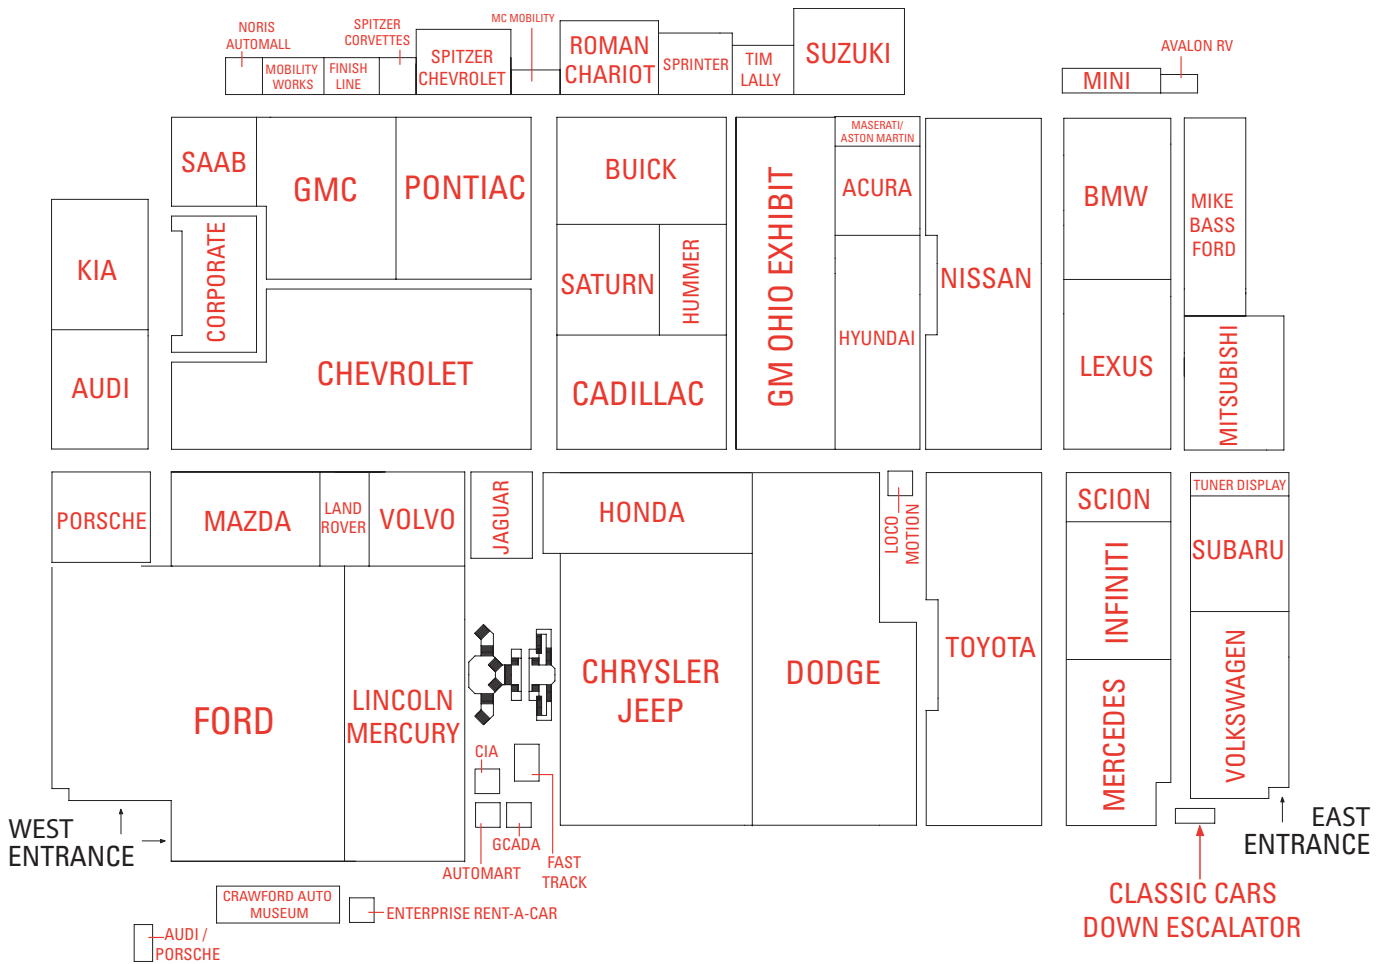 NORIS
AUTOMALL
MOBILITY
WORKS
FINISH
LINE
SPITZER
CORVETTES
SPITZER
CHEVROLET
MC MOBILITY
ROMAN
CHARIOT
SPRINTER
TIM
LALLY
SUZUKI
MINI
AVALON RV
SAAB
GMC
PONTIAC
BUICK
GM OHIO EXHIBIT
MASERATI/
ASTON MARTIN
ACURA
NISSAN
BMW
MIKE
BASS
FORD
KIA
CORPORATE
SATURN
HUMMER
HYUNDAI
AUDI
CHEVROLET
CADILLAC
LEXUS
MITSUBISHI
PORSCHE
MAZDA
LAND
ROVER
VOLVO
JAGUAR
HONDA
LOCO
MOTION
SCION
TUNER DISPLAY
SUBARU
INFINITI
FORD
LINCOLN
MERCURY
CHRYSLER
JEEP
DODGE
TOYOTA
MERCEDES
VOLKSWAGEN
CIA
GCADA
AUTOMART
FAST
TRACK
WEST
ENTRANCE
EAST
ENTRANCE
CRAWFORD AUTO
MUSEUM
ENTERPRISE RENT-A-CAR
AUDI /
PORSCHE
CLASSIC CARS
DOWN ESCALATOR